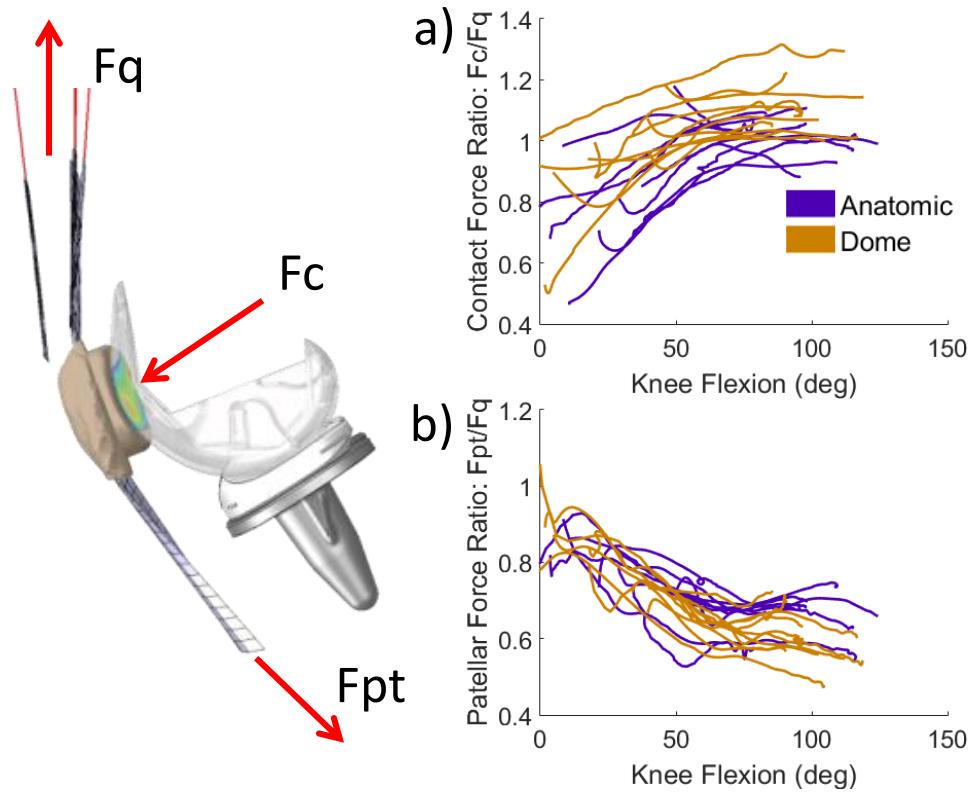 Fq
Fc
Fpt
a)
Contact Force Ratio: Fc/Fq
1.4
1.2
1
0.8
0.6
0.4
0
50
100
150
Knee Flexion (deg)
Anatomic
Dome
b)
Patellar Force Ratio: Fpt/Fq
1.2
1
0.8
0.6
0.4
0
50
100
150
Knee Flexion (deg)